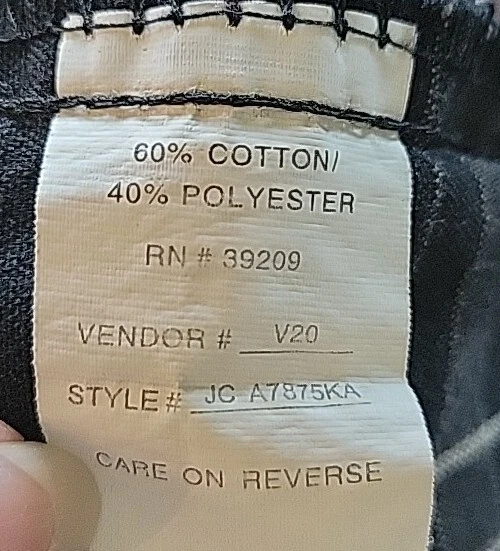 60% COTTON/
40% POLYESTER
RN # 39209
VENDOR # V20
STYLE # JC A7875KA
CARE ON REVERSE